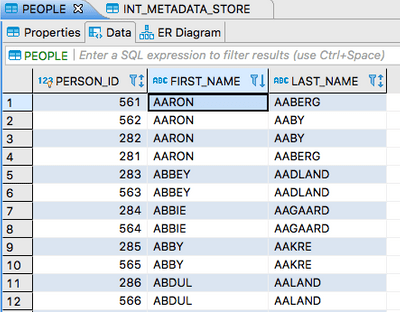 PEOPLE INT_METADATA_STORE
Properties Data ER Diagram
PEOPLE Enter a SQL expression to filter results (use Ctrl+Space)
123 PERSON_ID ABC FIRST_NAME ABC LAST_NAME
1 561 AARON AABERG
2 562 AARON AABY
3 282 AARON AABY
4 281 AARON AABERG
5 283 ABBEY AADLAND
6 563 ABBEY AADLAND
7 284 ABBIE AAGAARD
8 564 ABBIE AAGAARD
9 285 ABBY AAKRE
10 565 ABBY AAKRE
11 286 ABDUL AALAND
12 566 ABDUL AALAND